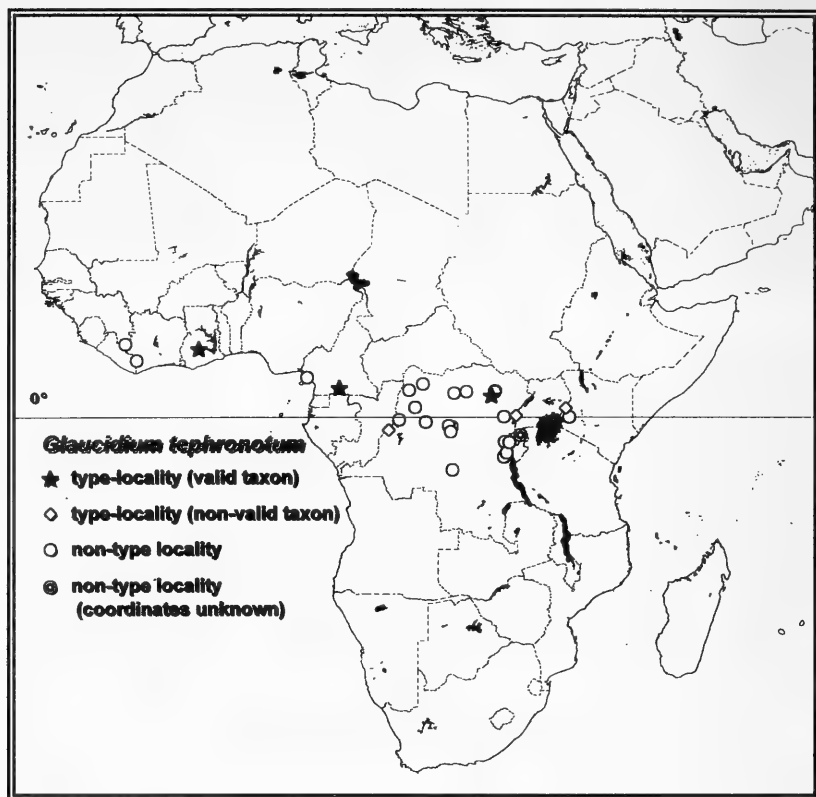 0°
Glaucidium tephronotum
★ type-locality (valid taxon)
◇ type-locality (non-valid taxon)
○ non-type locality
◎ non-type locality
(coordinates unknown)